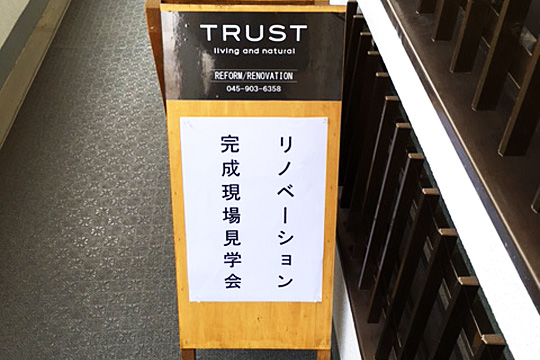 TRUST
living and natural
REFORM/RENOVATION
045-903-6358
リノベーション
完成現場見学会